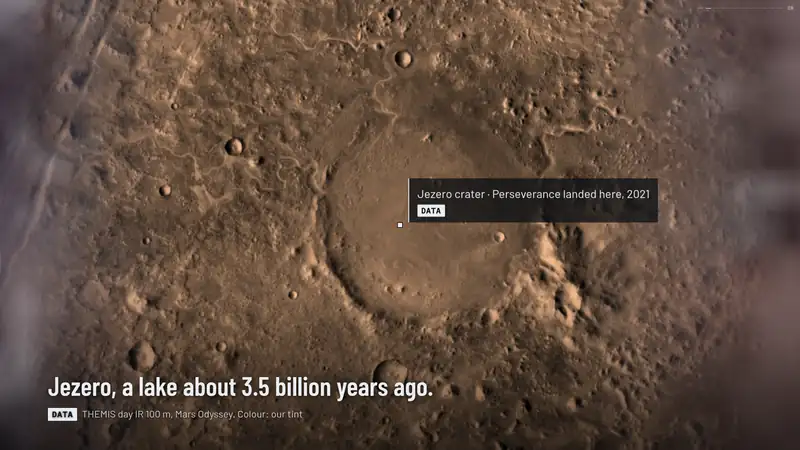 Jezero crater · Perseverance landed here, 2021
DATA
Jezero, a lake about 3.5 billion years ago.
DATA THEMIS day IR 100 m, Mars Odyssey. Colour: our tint